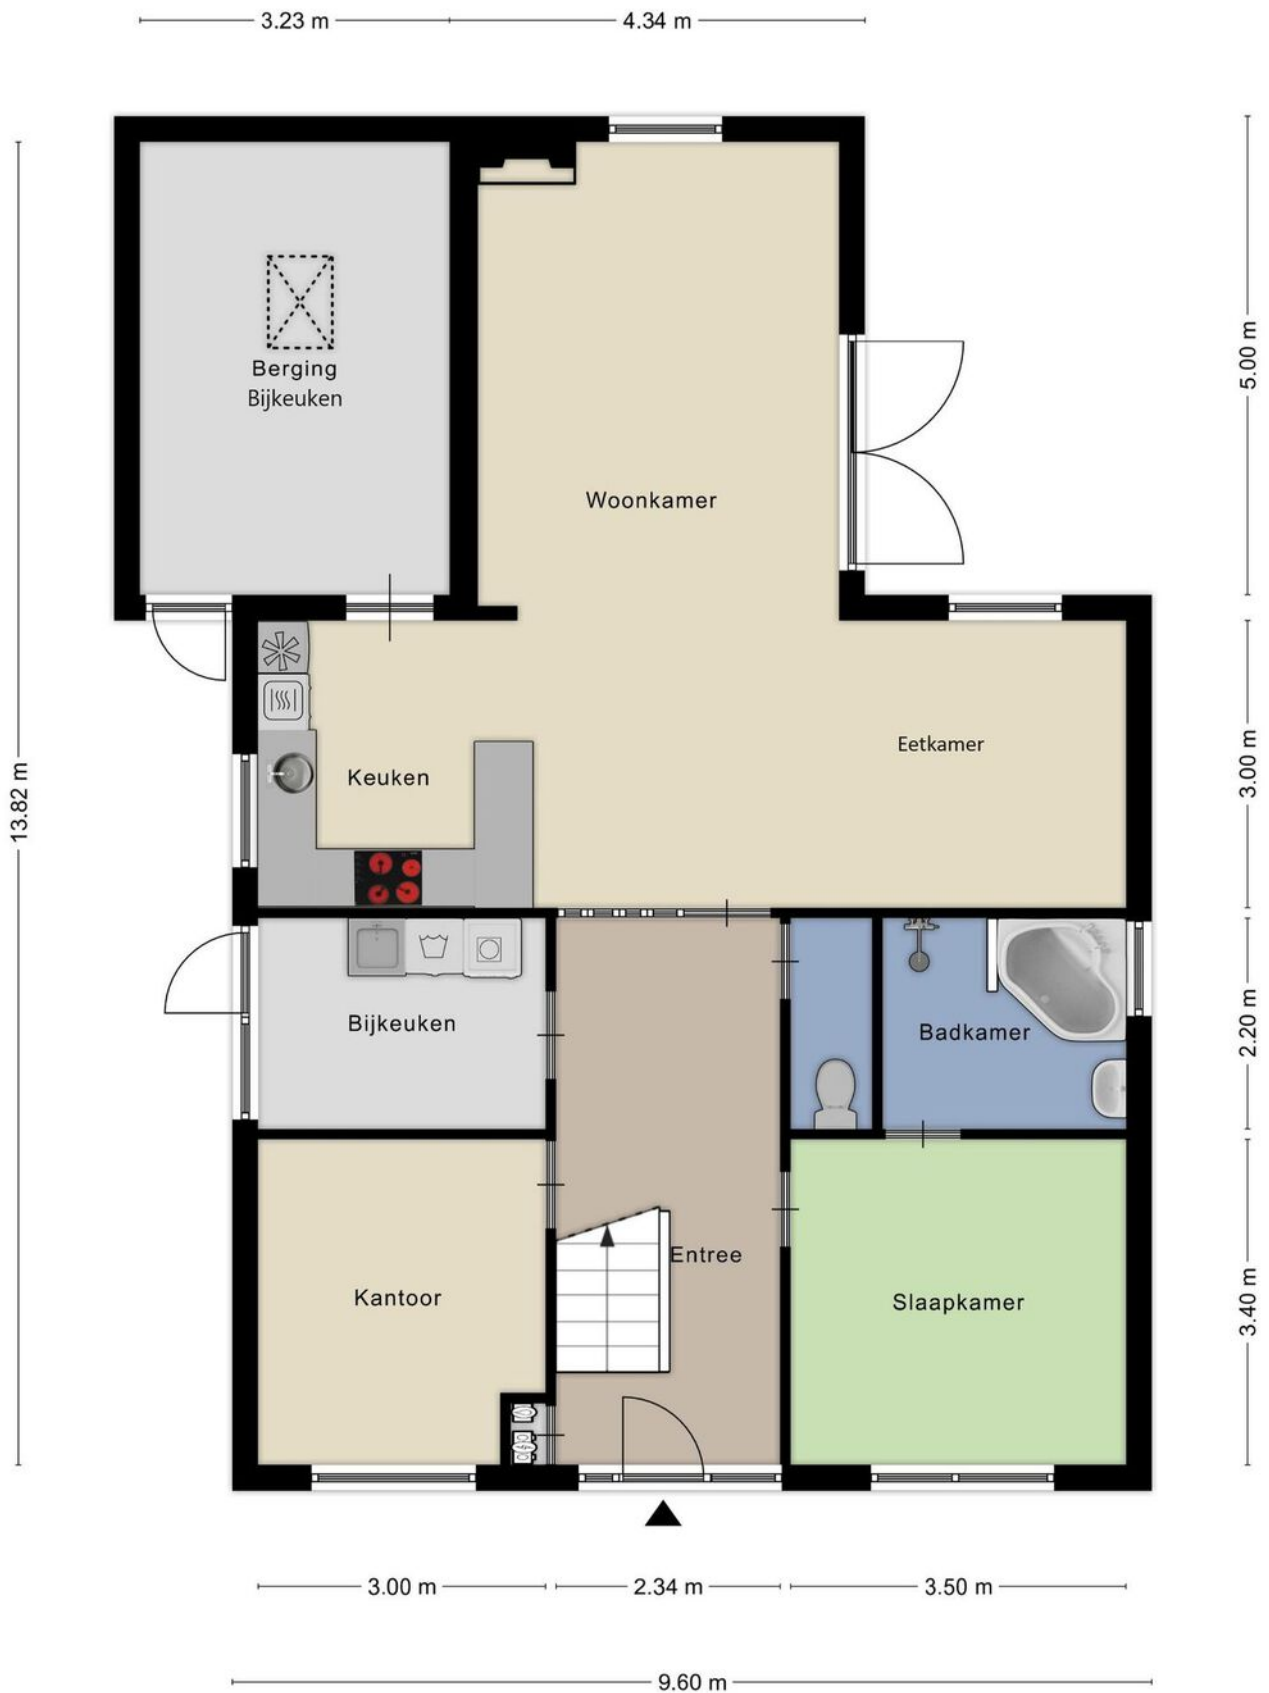 3.23 m
4.34 m
5.00 m
Berging
Bijkeuken
Woonkamer
Eetkamer
Keuken
3.00 m
13.82 m
Bijkeuken
Badkamer
2.20 m
Entree
Kantoor
Slaapkamer
3.40 m
3.00 m
2.34 m
3.50 m
9.60 m